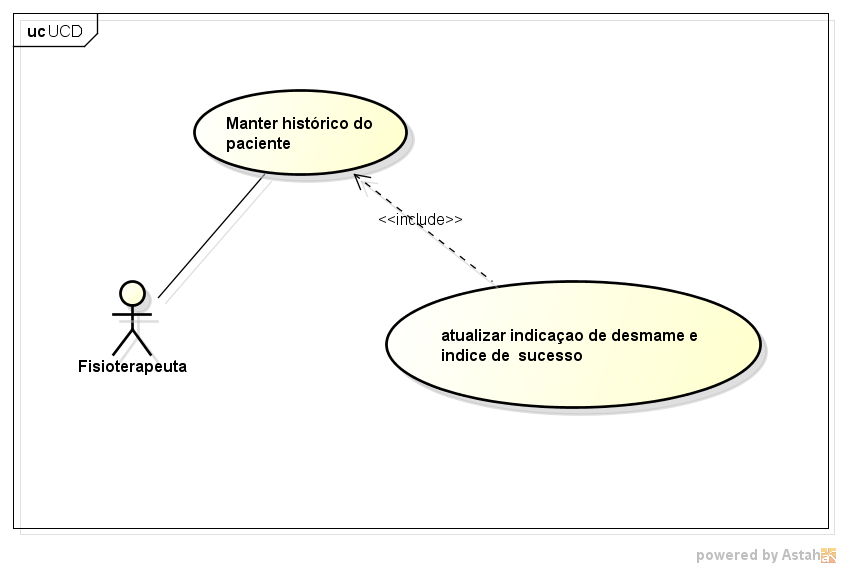 uc UCD
Manter histórico do
paciente
<<include>>
atualizar indicaçao de desmame e
indice de sucesso
Fisioterapeuta
powered by Astah